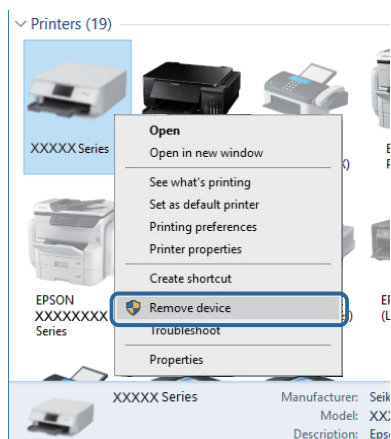 Printers (19)
XXXXX Series
Open
Open in new window
See what's printing
Set as default printer
Printing preferences
Printer properties
Create shortcut
Remove device
Troubleshoot
Properties
EPSON
XXXXXXXX
Series
XXXXX Series
Manufacturer:
Model:
Description: